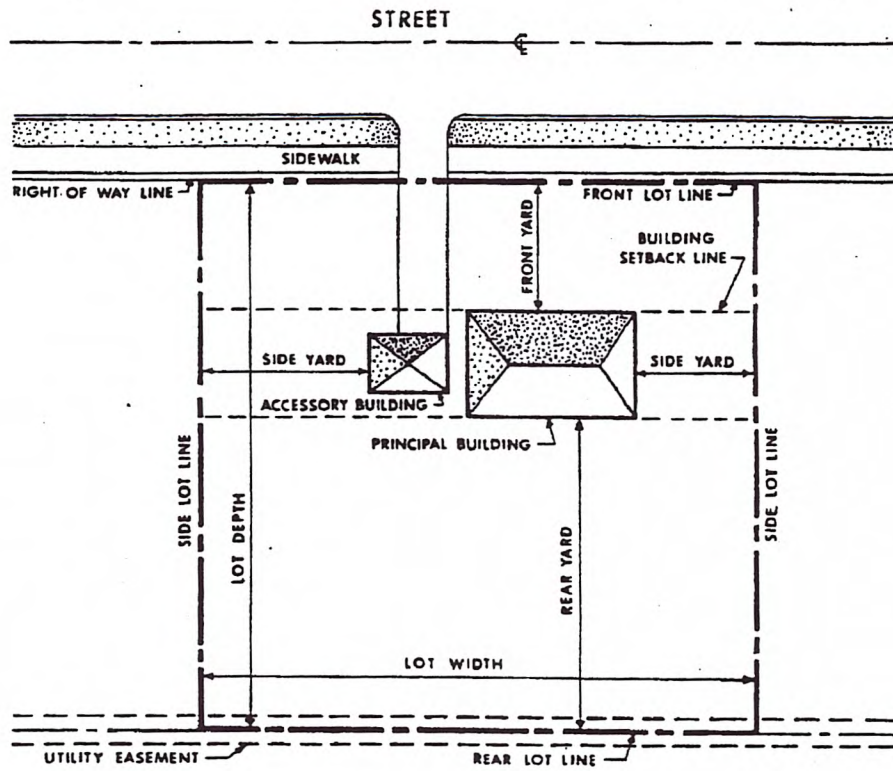 STREET
℄
SIDEWALK
RIGHT OF WAY LINE
FRONT LOT LINE
FRONT YARD
BUILDING
SETBACK LINE
SIDE YARD
SIDE YARD
ACCESSORY BUILDING
PRINCIPAL BUILDING
SIDE LOT LINE
LOT DEPTH
REAR YARD
SIDE LOT LINE
LOT WIDTH
UTILITY EASEMENT
REAR LOT LINE